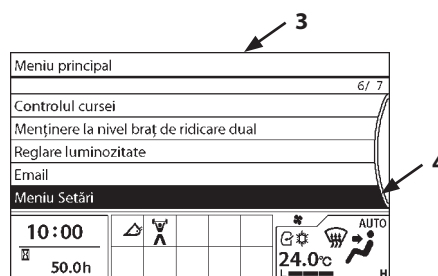 3
Meniu principal
6/ 7
Controlul cursei
Menținere la nivel braț de ridicare dual
Reglare luminozitate
Email
Meniu Setări
4
10:00
50.0h
AUTO
24.0°C
L
H